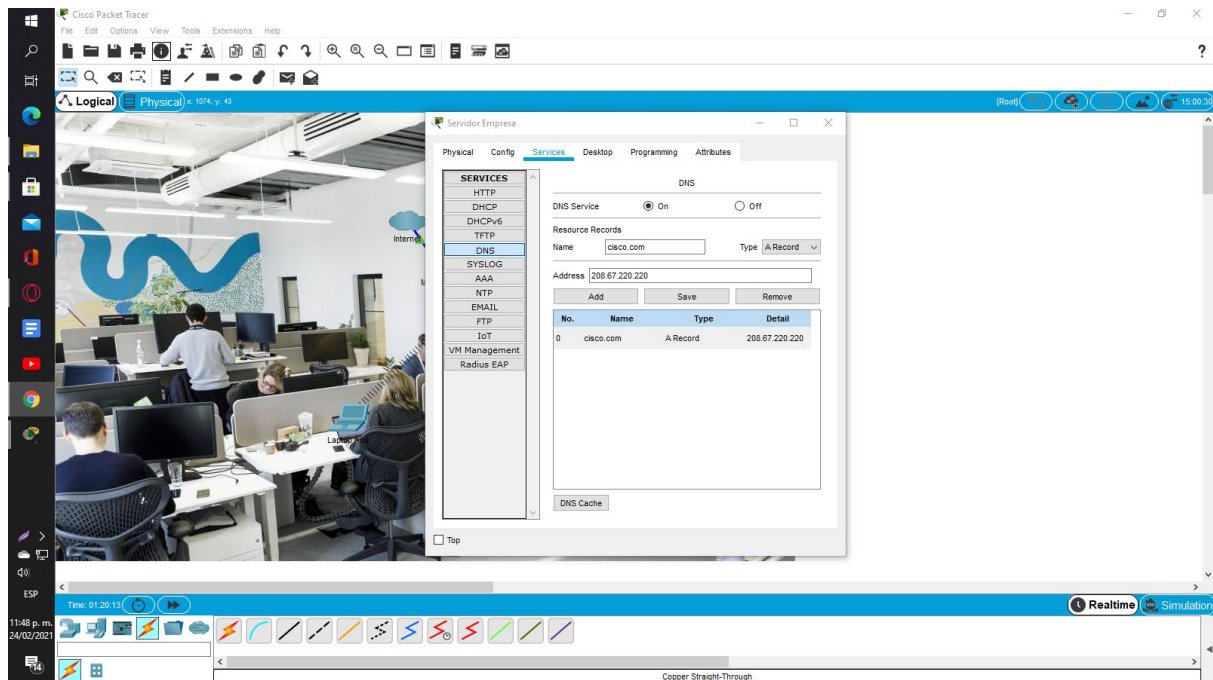 Cisco Packet Tracer
File Edit Options View Tools Extensions Help
?
Logical Physical x: 1074, y: 43 [Root] 15:00:30
Servidor Empresa
Physical Config Services Desktop Programming Attributes
SERVICES
HTTP
DHCP
DHCPv6
TFTP
DNS
SYSLOG
AAA
NTP
EMAIL
FTP
IoT
VM Management
Radius EAP
DNS
DNS Service On Off
Resource Records
Name cisco.com Type A Record
Address 208.67.220.220
Add Save Remove
No. Name Type Detail
0 cisco.com A Record 208.67.220.220
DNS Cache
Top
Internet
Time: 01:20:13 Realtime Simulation
ESP
11:48 p. m.
24/02/2021
14
Copper Straight-Through